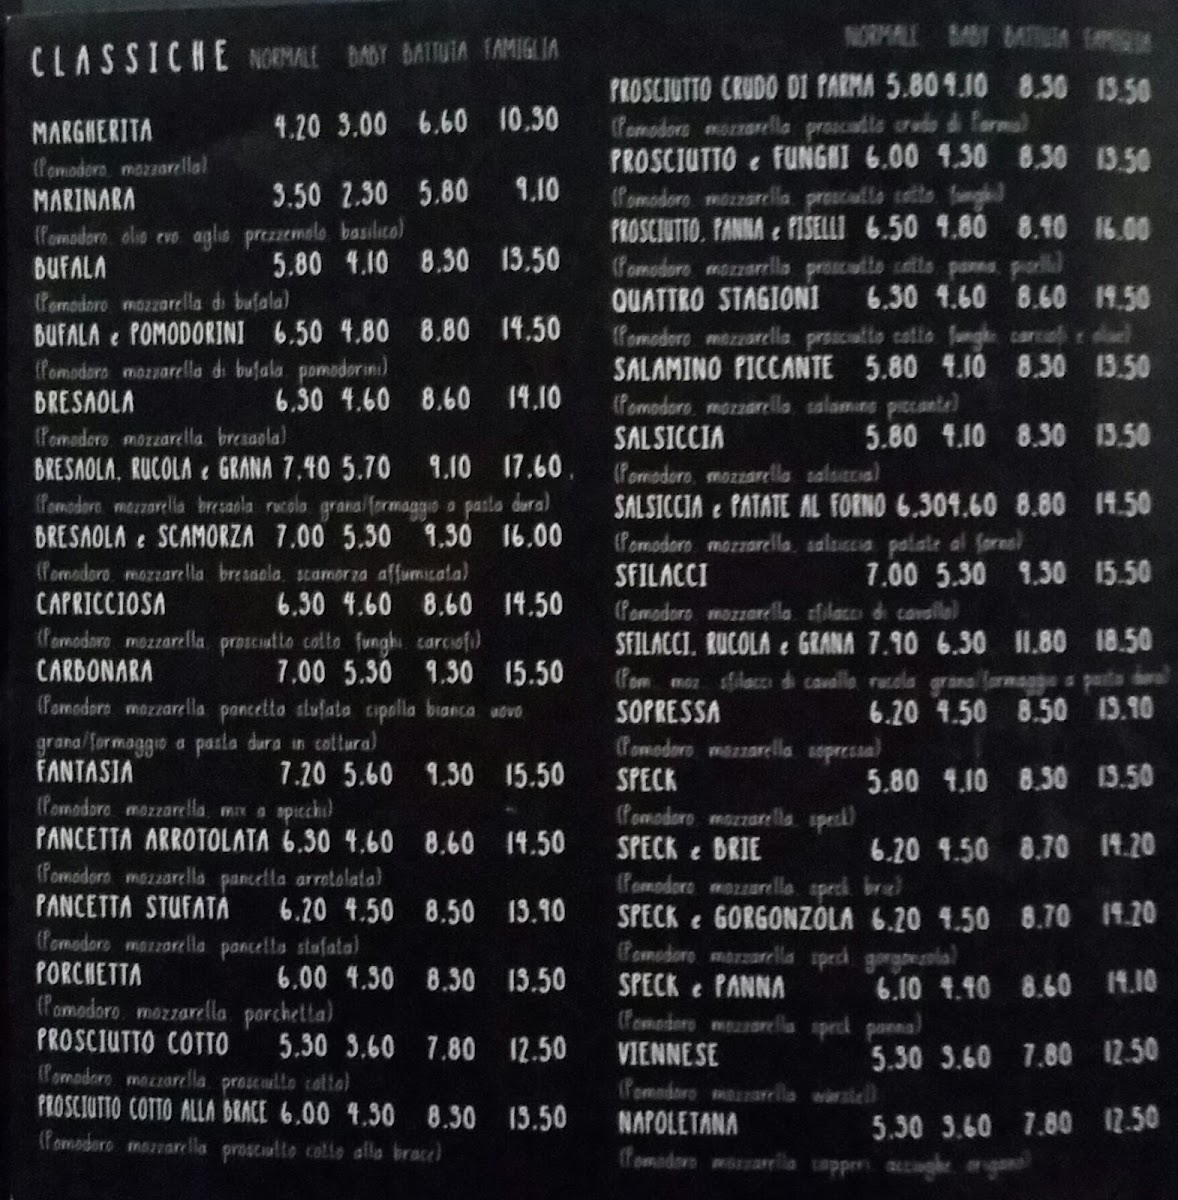 CLASSICHE NORMALE BABY BATTUTA FAMIGLIA
MARGHERITA 4.20 3.00 6.60 10.30
(Pomodoro, mozzarella)
MARINARA 3.50 2.30 5.80 9.10
(Pomodoro, olio evo, aglio, prezzemolo, basilico)
BUFALA 5.80 4.10 8.30 13.50
(Pomodoro, mozzarella di bufala)
BUFALA e POMODORINI 6.50 4.80 8.80 14.50
(Pomodoro, mozzarella di bufala, pomodorini)
BRESAOLA 6.30 4.60 8.60 14.10
(Pomodoro, mozzarella, bresaola)
BRESAOLA, RUCOLA e GRANA 7.40 5.70 9.10 17.60
(Pomodoro, mozzarella, bresaola, rucola, grana/formaggio a pasta dura)
BRESAOLA e SCAMORZA 7.00 5.30 9.30 16.00
(Pomodoro, mozzarella, bresaola, scamorza affumicata)
CAPRICCIOSA 6.30 4.60 8.60 14.50
(Pomodoro, mozzarella, prosciutto cotto, funghi, carciofi)
CARBONARA 7.00 5.30 9.30 15.50
(Pomodoro, mozzarella, pancetta stufata, cipolla bianca, uovo,
grana/formaggio a pasta dura in cottura)
FANTASIA 7.20 5.60 9.30 15.50
(Pomodoro, mozzarella, mix a spicchi)
PANCETTA ARROTOLATA 6.30 4.60 8.60 14.50
(Pomodoro, mozzarella, pancetta arrotolata)
PANCETTA STUFATA 6.20 4.50 8.50 13.90
(Pomodoro, mozzarella, pancetta stufata)
PORCHETTA 6.00 4.30 8.30 13.50
(Pomodoro, mozzarella, porchetta)
PROSCIUTTO COTTO 5.30 3.60 7.80 12.50
(Pomodoro, mozzarella, prosciutto cotto)
PROSCIUTTO COTTO ALLA BRACE 6.00 4.30 8.30 13.50
(Pomodoro, mozzarella, prosciutto cotto alla brace)
NORMALE BABY BATTUTA FAMIGLIA
PROSCIUTTO CRUDO DI PARMA 5.80 4.10 8.30 13.50
(Pomodoro, mozzarella, prosciutto crudo di Parma)
PROSCIUTTO e FUNGHI 6.00 4.30 8.30 13.50
(Pomodoro, mozzarella, prosciutto cotto, funghi)
PROSCIUTTO, PANNA e PISELLI 6.50 4.80 8.90 16.00
(Pomodoro, mozzarella, prosciutto cotto, panna, piselli)
QUATTRO STAGIONI 6.30 4.60 8.60 14.50
(Pomodoro, mozzarella, prosciutto cotto, funghi, carciofi e olive)
SALAMINO PICCANTE 5.80 4.10 8.30 13.50
(Pomodoro, mozzarella, salamino piccante)
SALSICCIA 5.80 4.10 8.30 13.50
(Pomodoro, mozzarella, salsiccia)
SALSICCIA e PATATE AL FORNO 6.30 4.60 8.80 14.50
(Pomodoro, mozzarella, salsiccia, patate al forno)
SFILACCI 7.00 5.30 9.30 15.50
(Pomodoro, mozzarella, sfilacci di cavallo)
SFILACCI, RUCOLA e GRANA 7.90 6.30 11.80 18.50
(Pom., moz., sfilacci di cavallo, rucola, grana/formaggio a pasta dura)
SOPRESSA 6.20 4.50 8.50 13.90
(Pomodoro, mozzarella, sopressa)
SPECK 5.80 4.10 8.30 13.50
(Pomodoro, mozzarella, speck)
SPECK e BRIE 6.20 4.50 8.70 14.20
(Pomodoro, mozzarella, speck, brie)
SPECK e GORGONZOLA 6.20 4.50 8.70 14.20
(Pomodoro, mozzarella, speck, gorgonzola)
SPECK e PANNA 6.10 4.40 8.60 14.10
(Pomodoro, mozzarella, speck, panna)
VIENNESE 5.30 3.60 7.80 12.50
(Pomodoro, mozzarella, würstel)
NAPOLETANA 5.30 3.60 7.80 12.50
(Pomodoro, mozzarella, capperi, acciughe, origano)